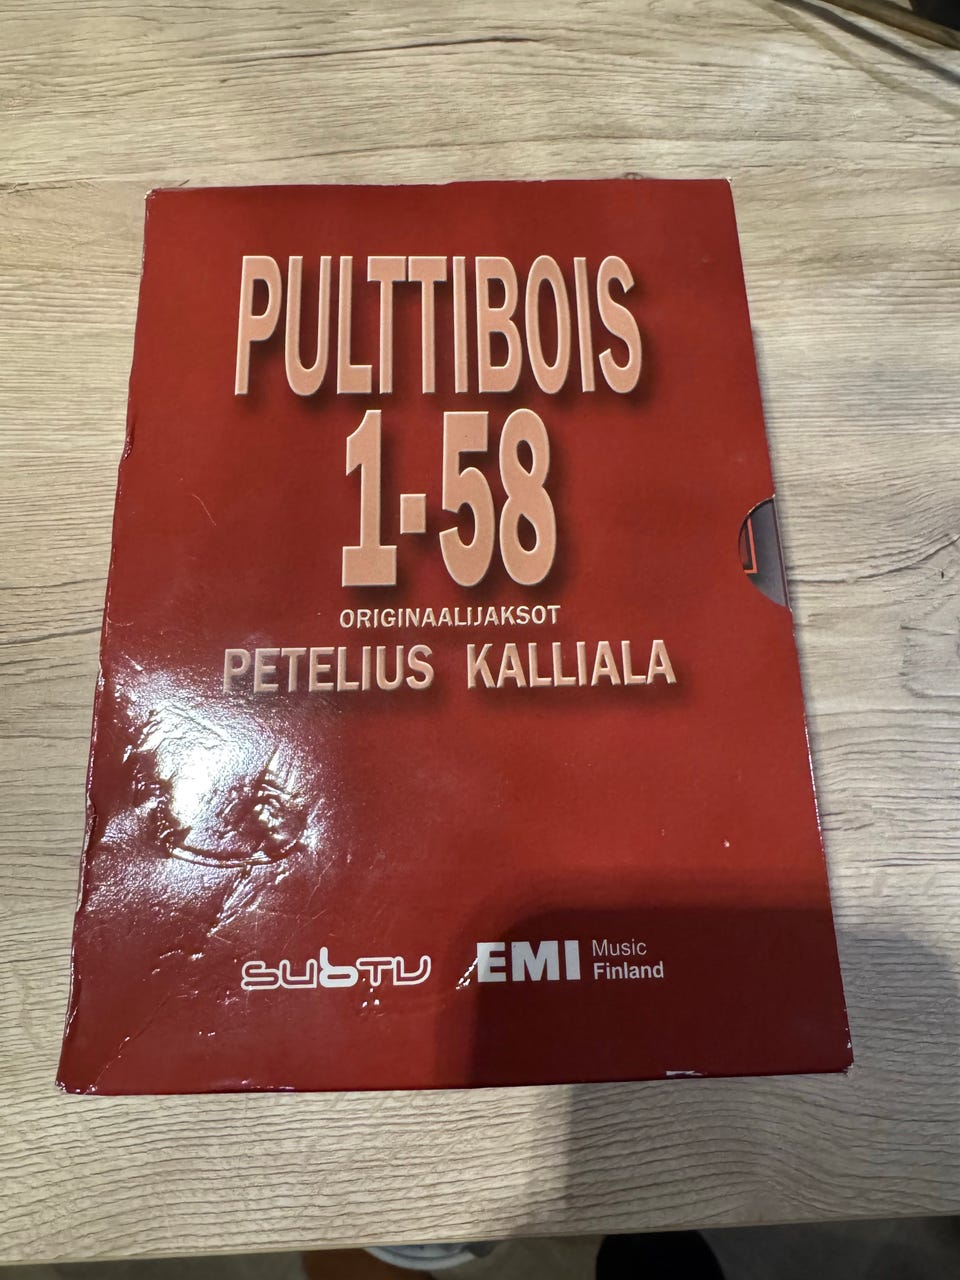 PULTTIBOIS
1-58
ORIGINAALIJAKSOT
PETELIUS KALLIALA
SUbTV
EMI Music
Finland